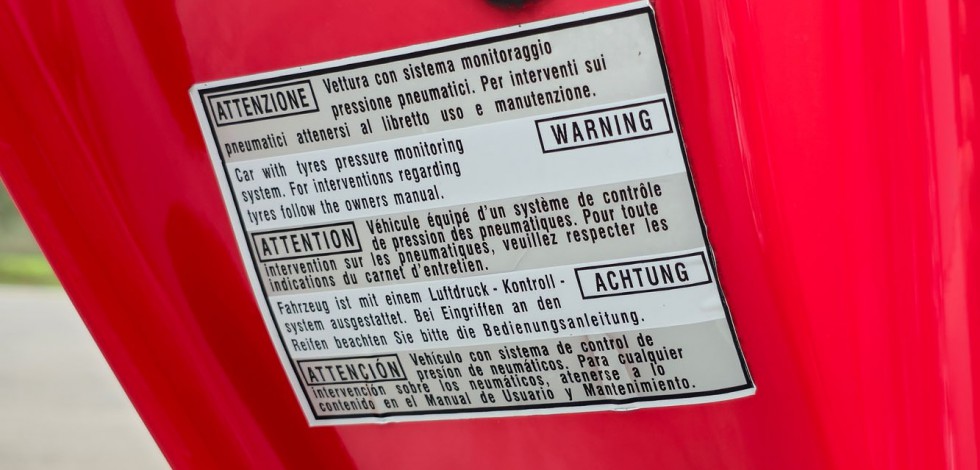 ATTENZIONE Vettura con sistema monitoraggio
pressione pneumatici. Per interventi sui
pneumatici attenersi al libretto uso e manutenzione.
WARNING
Car with tyres pressure monitoring
system. For interventions regarding
tyres follow the owners manual.
ATTENTION Véhicule équipé d'un système de contrôle
de pression des pneumatiques. Pour toute
intervention sur les pneumatiques, veuillez respecter les
indications du carnet d'entretien.
Fahrzeug ist mit einem Luftdruck - Kontroll - ACHTUNG
system ausgestattet. Bei Eingriffen an den
Reifen beachten Sie bitte die Bedienungsanleitung.
ATTENCIÓN Vehículo con sistema de control de
presion de neumáticos. Para cualquier
intervención sobre los neumáticos, atenerse a lo
contenido en el Manual de Usuario y Mantenimiento.